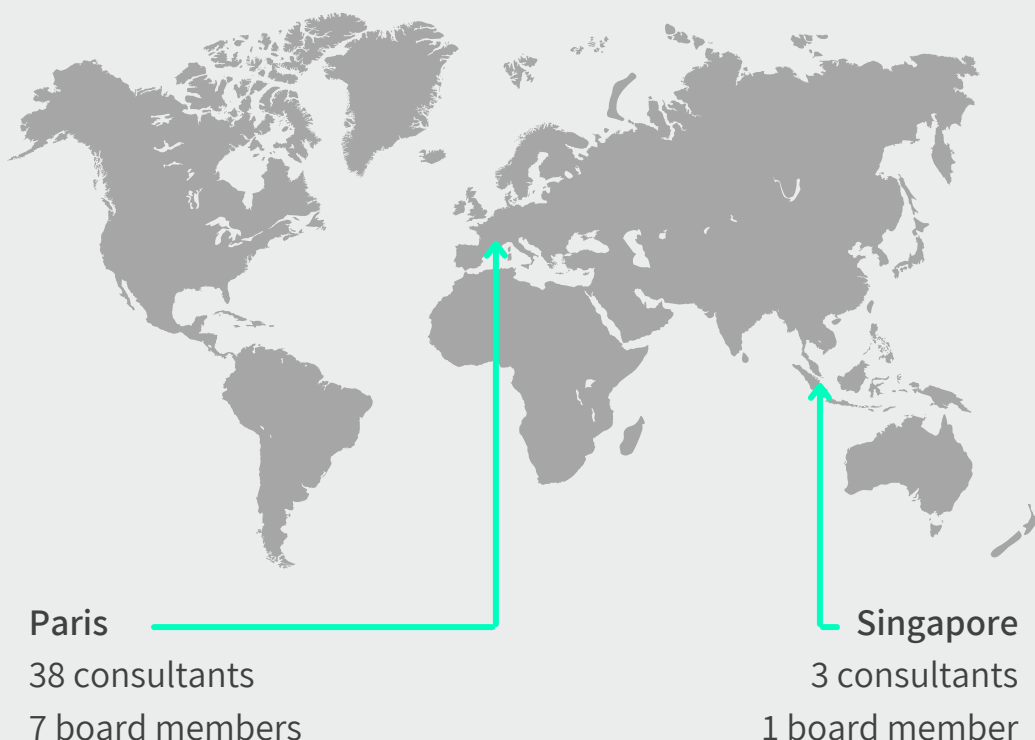 Paris
38 consultants
7 board members
Singapore
3 consultants
1 board member